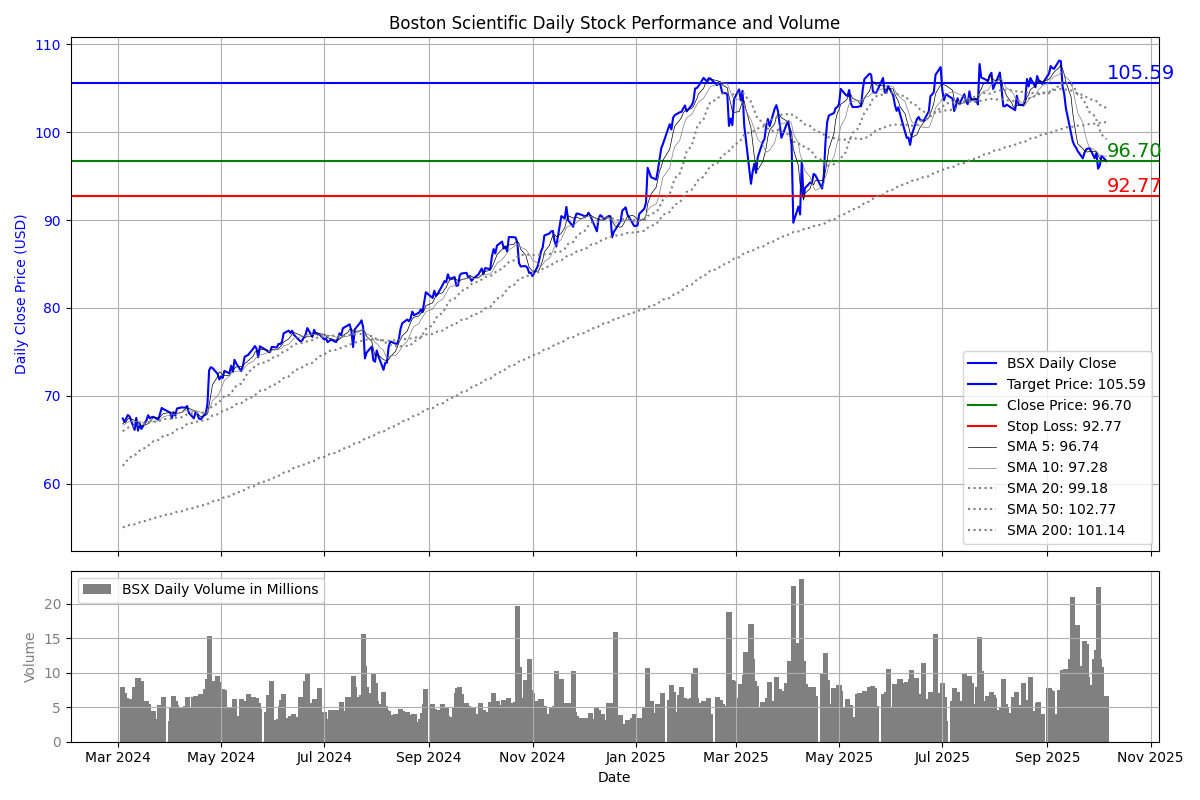 Boston Scientific Daily Stock Performance and Volume
110
100
90
80
70
60
Daily Close Price (USD)
105.59
96.70
92.77
BSX Daily Close
Target Price: 105.59
Close Price: 96.70
Stop Loss: 92.77
SMA 5: 96.74
SMA 10: 97.28
SMA 20: 99.18
SMA 50: 102.77
SMA 200: 101.14
BSX Daily Volume in Millions
20
15
10
5
0
Volume
Mar 2024 May 2024 Jul 2024 Sep 2024 Nov 2024 Jan 2025 Mar 2025 May 2025 Jul 2025 Sep 2025 Nov 2025
Date